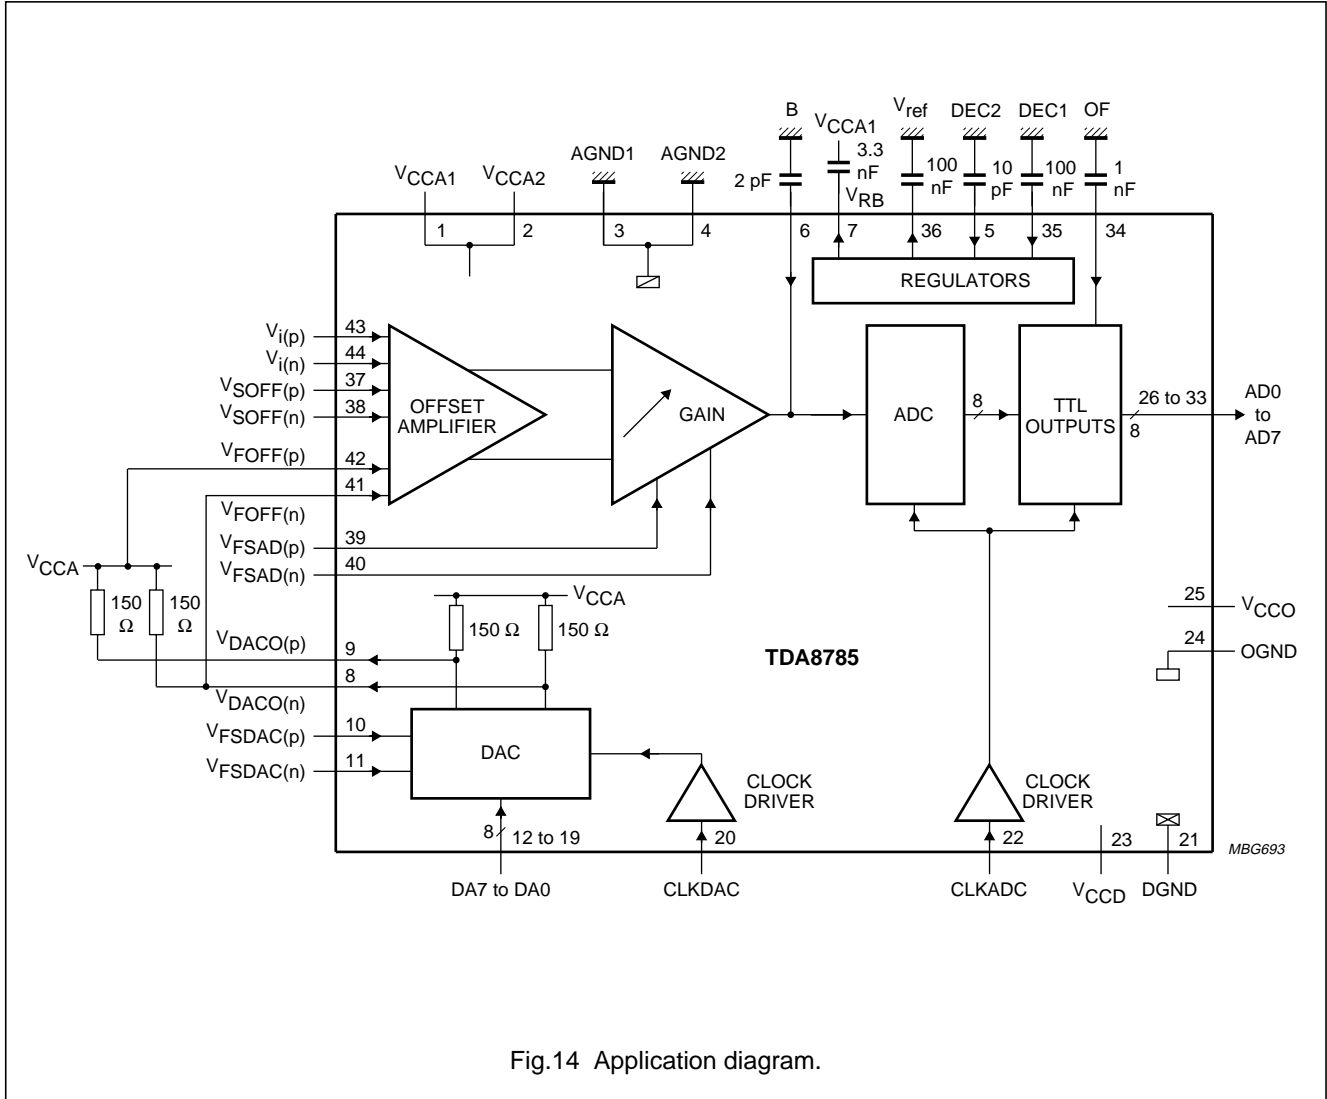 B
VCCA1
Vref
DEC2
DEC1
OF
3.3 nF
100 nF
10 pF
100 nF
1 nF
2 pF
VRB
AGND1
AGND2
VCCA1
VCCA2
1
2
3
4
6
7
36
5
35
34
REGULATORS
Vi(p)
43
Vi(n)
44
VSOFF(p)
37
VSOFF(n)
38
VFOFF(p)
42
41
VFOFF(n)
VFSAD(p)
39
VFSAD(n)
40
OFFSET
AMPLIFIER
GAIN
ADC
8
TTL
OUTPUTS
26 to 33
8
AD0
to
AD7
VCCA
150
Ω
150
Ω
VCCA
150 Ω
150 Ω
VDACO(p)
9
8
VDACO(n)
VFSDAC(p)
10
VFSDAC(n)
11
DAC
TDA8785
25
VCCO
24
OGND
CLOCK
DRIVER
CLOCK
DRIVER
8
12 to 19
20
22
23
21
MBG693
DA7 to DA0
CLKDAC
CLKADC
VCCD
DGND
Fig.14 Application diagram.